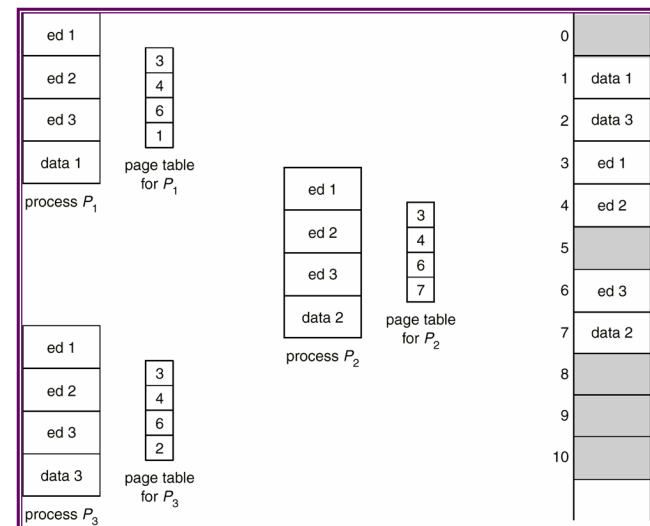 ed 1
ed 2
ed 3
data 1
process P1
3
4
6
1
page table
for P1
ed 1
ed 2
ed 3
data 2
process P2
3
4
6
7
page table
for P2
ed 1
ed 2
ed 3
data 3
process P3
3
4
6
2
page table
for P3
0
1 data 1
2 data 3
3 ed 1
4 ed 2
5
6 ed 3
7 data 2
8
9
10